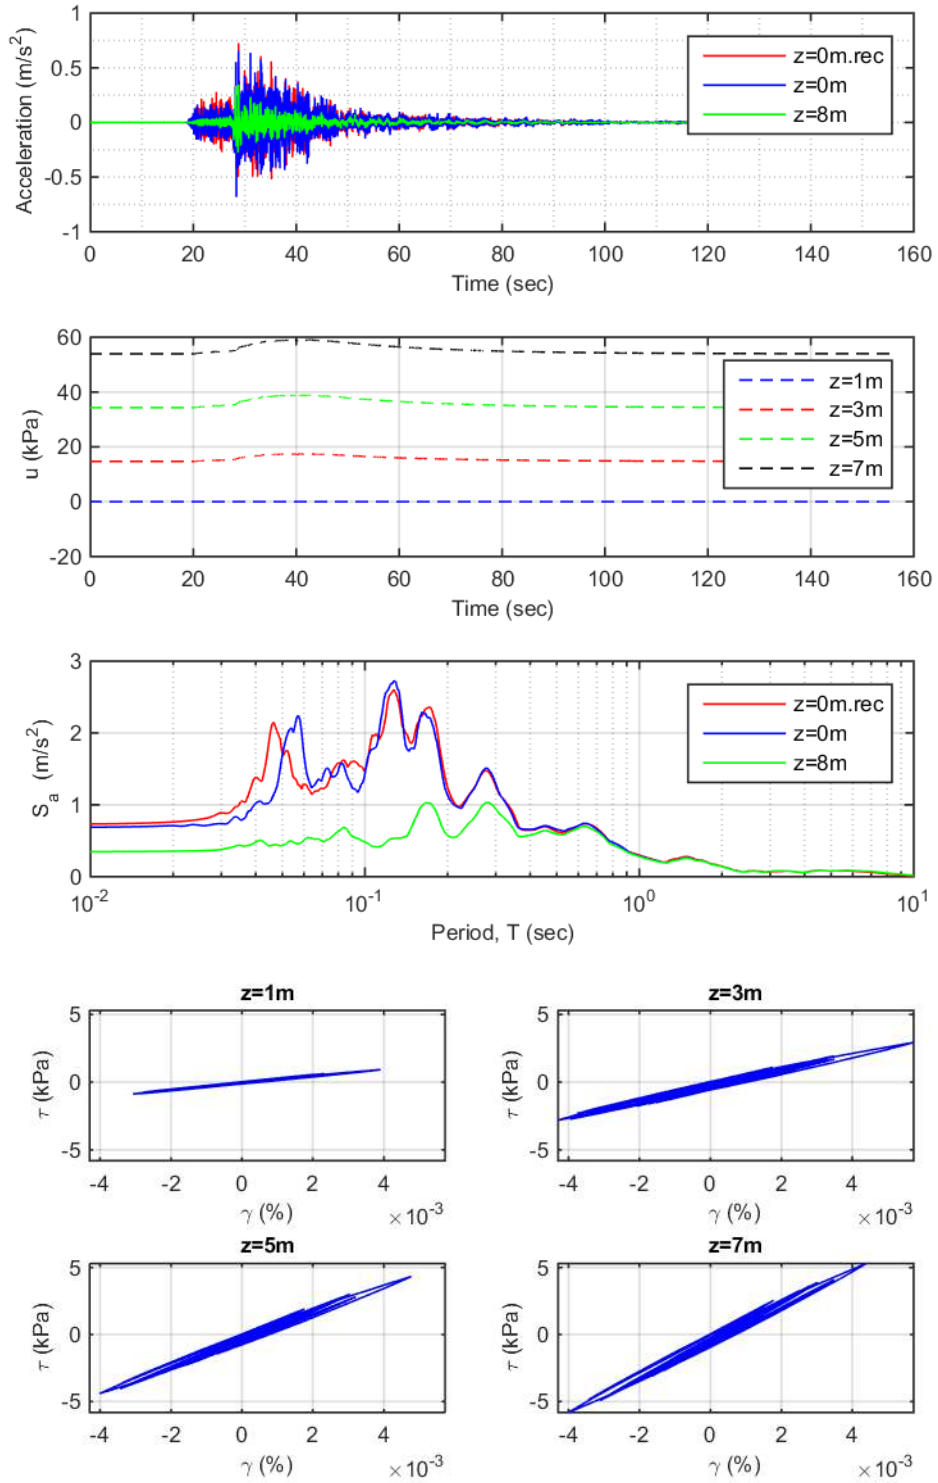 1
0.5
0
-0.5
-1
Acceleration (m/s²)
z=0m.rec
z=0m
z=8m
0 20 40 60 80 100 120 140 160
Time (sec)
60
40
20
0
-20
u (kPa)
z=1m
z=3m
z=5m
z=7m
0 20 40 60 80 100 120 140 160
Time (sec)
3
2
1
0
Sₐ (m/s²)
z=0m.rec
z=0m
z=8m
10⁻² 10⁻¹ 10⁰ 10¹
Period, T (sec)
z=1m
5
0
-5
τ (kPa)
-4 -2 0 2 4
γ (%) ×10⁻³
z=3m
5
0
-5
τ (kPa)
-4 -2 0 2 4
γ (%) ×10⁻³
z=5m
5
0
-5
τ (kPa)
-4 -2 0 2 4
γ (%) ×10⁻³
z=7m
5
0
-5
τ (kPa)
-4 -2 0 2 4
γ (%) ×10⁻³